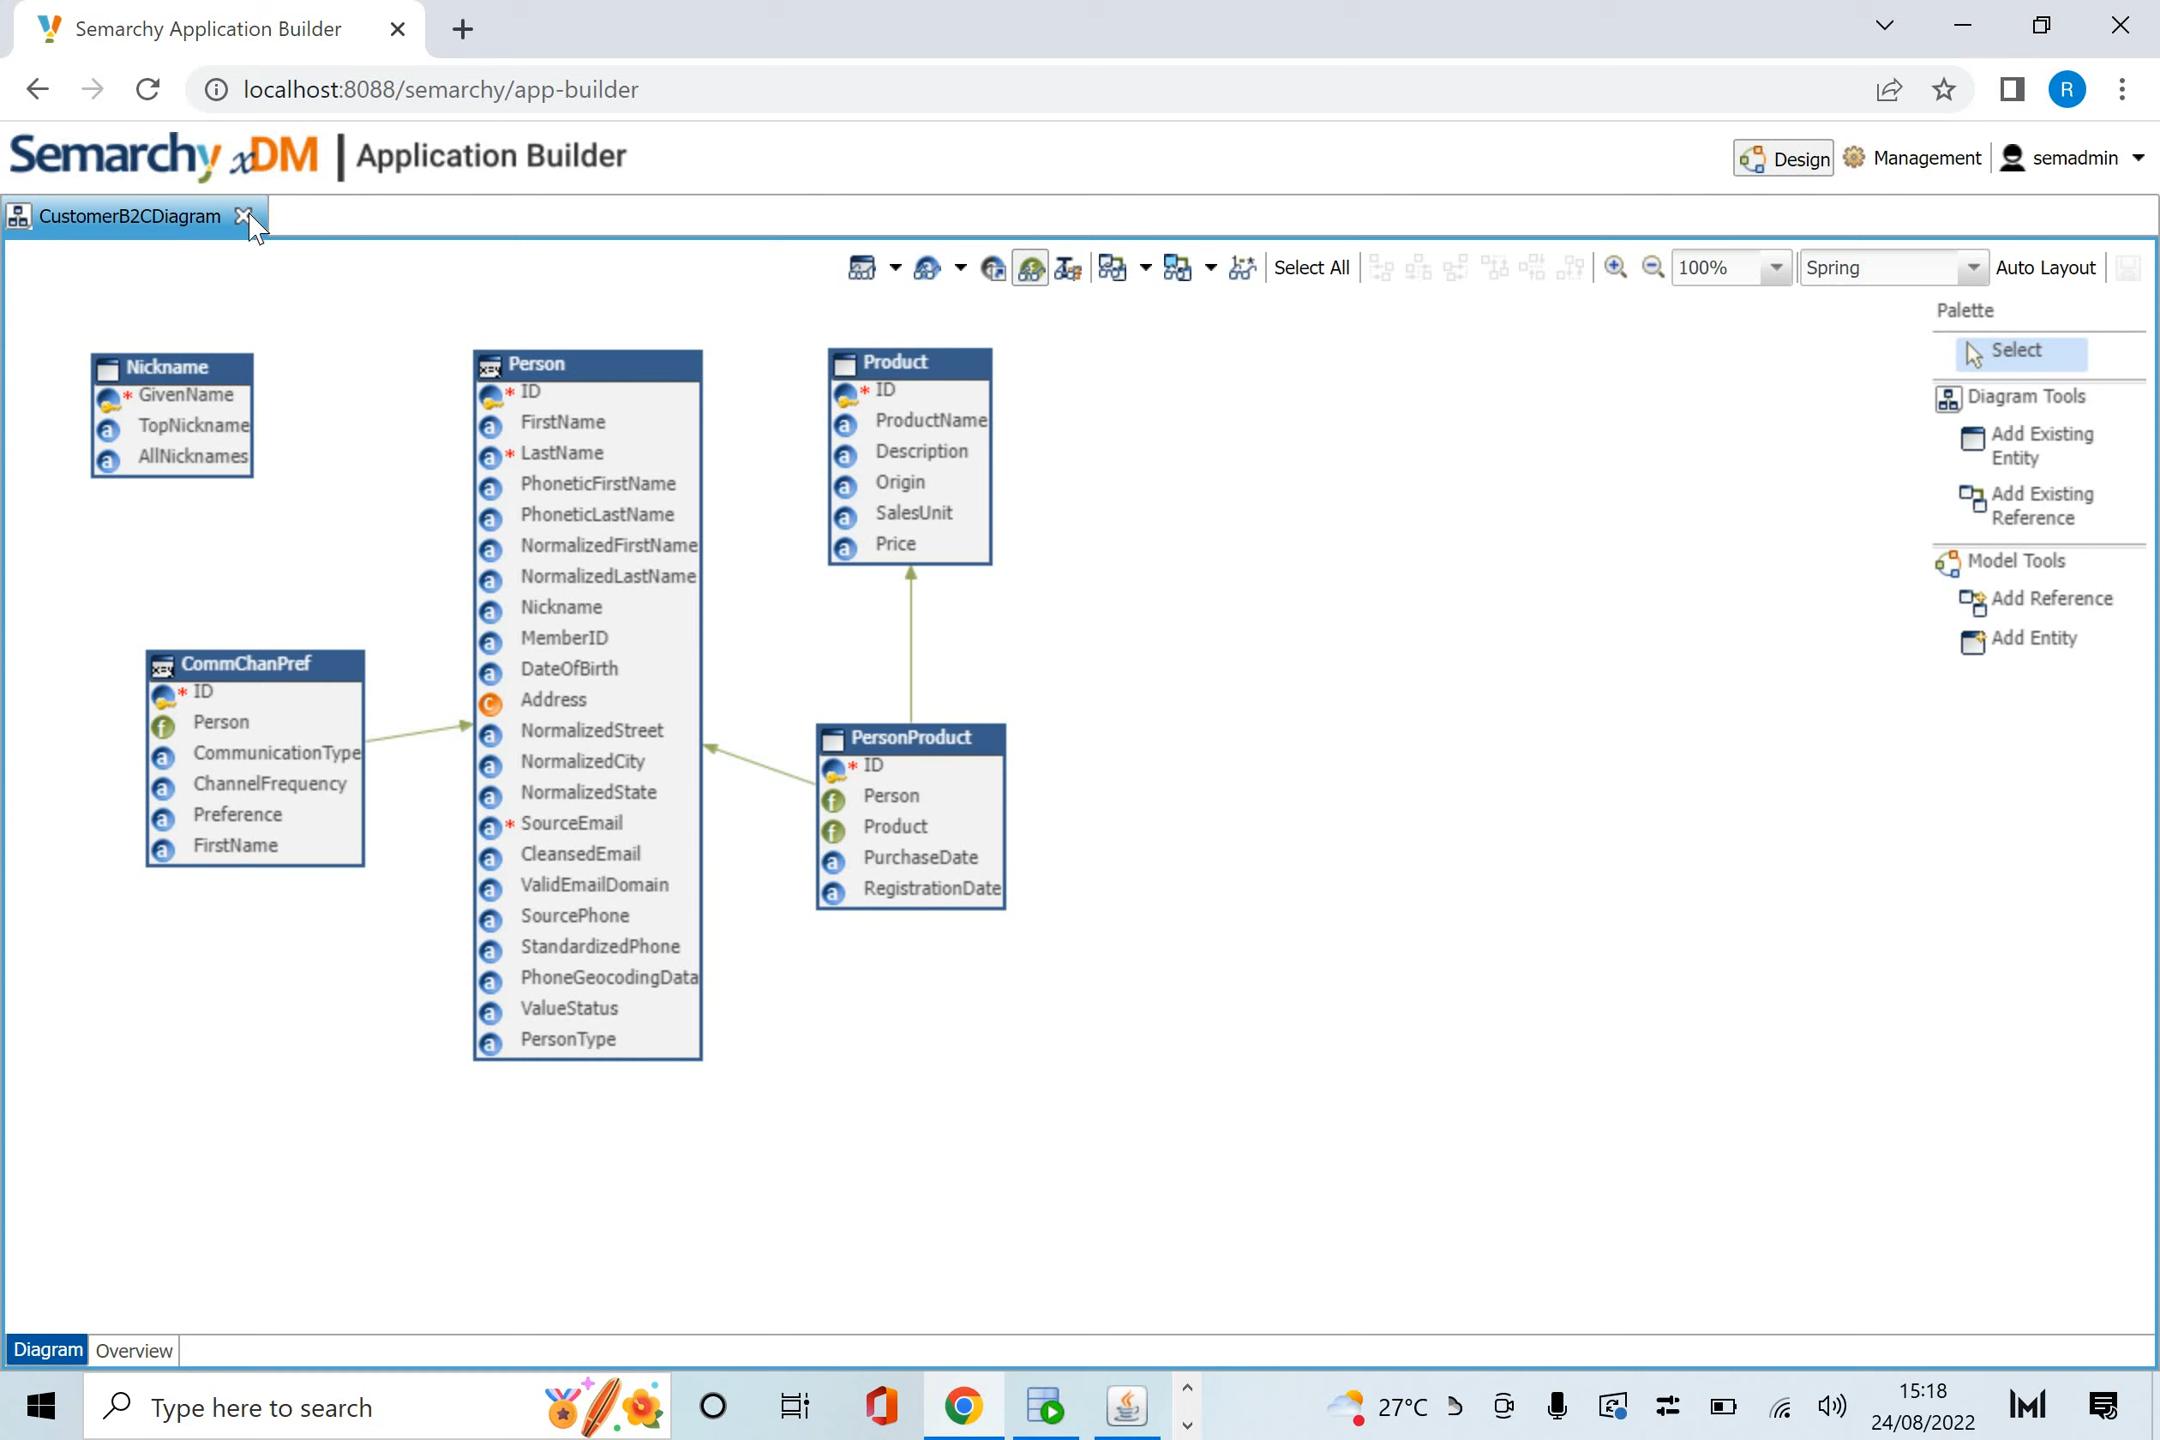 Semarchy Application Builder
localhost:8088/semarchy/app-builder
R
Semarchy xDM | Application Builder
Design
Management
semadmin
CustomerB2CDiagram
Select All
100%
Spring
Auto Layout
Palette
Select
Diagram Tools
Add Existing
Entity
Add Existing
Reference
Model Tools
Add Reference
Add Entity
Nickname
* GivenName
TopNickname
AllNicknames
CommChanPref
* ID
Person
CommunicationType
ChannelFrequency
Preference
FirstName
Person
* ID
FirstName
* LastName
PhoneticFirstName
PhoneticLastName
NormalizedFirstName
NormalizedLastName
Nickname
MemberID
DateOfBirth
Address
NormalizedStreet
NormalizedCity
NormalizedState
* SourceEmail
CleansedEmail
ValidEmailDomain
SourcePhone
StandardizedPhone
PhoneGeocodingData
ValueStatus
PersonType
Product
* ID
ProductName
Description
Origin
SalesUnit
Price
PersonProduct
* ID
Person
Product
PurchaseDate
RegistrationDate
Diagram
Overview
Type here to search
27°C
15:18
24/08/2022